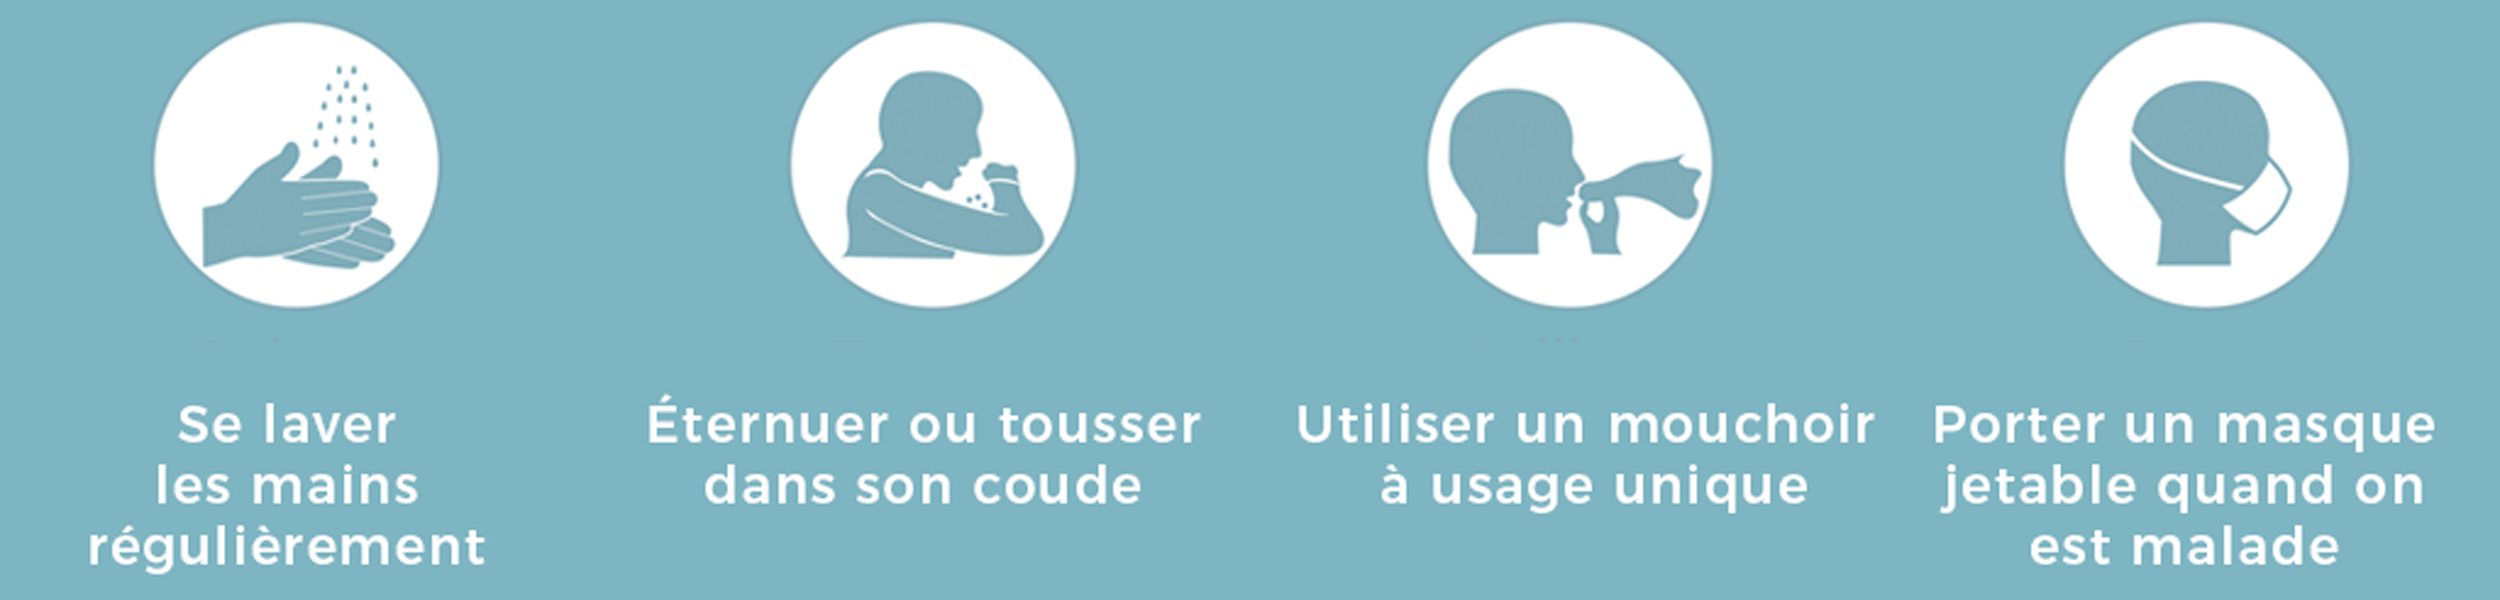 Se laver
les mains
régulièrement
Éternuer ou tousser
dans son coude
Utiliser un mouchoir
à usage unique
Porter un masque
jetable quand on
est malade